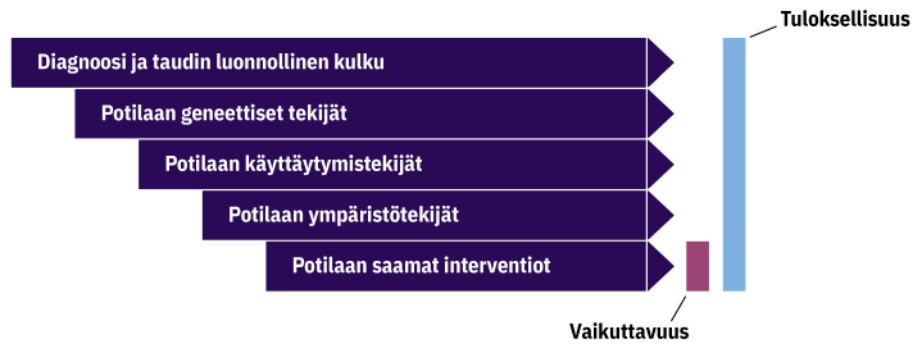 Tuloksellisuus
Diagnoosi ja taudin luonnollinen kulku
Potilaan geneettiset tekijät
Potilaan käyttäytymistekijät
Potilaan ympäristötekijät
Potilaan saamat interventiot
Vaikuttavuus